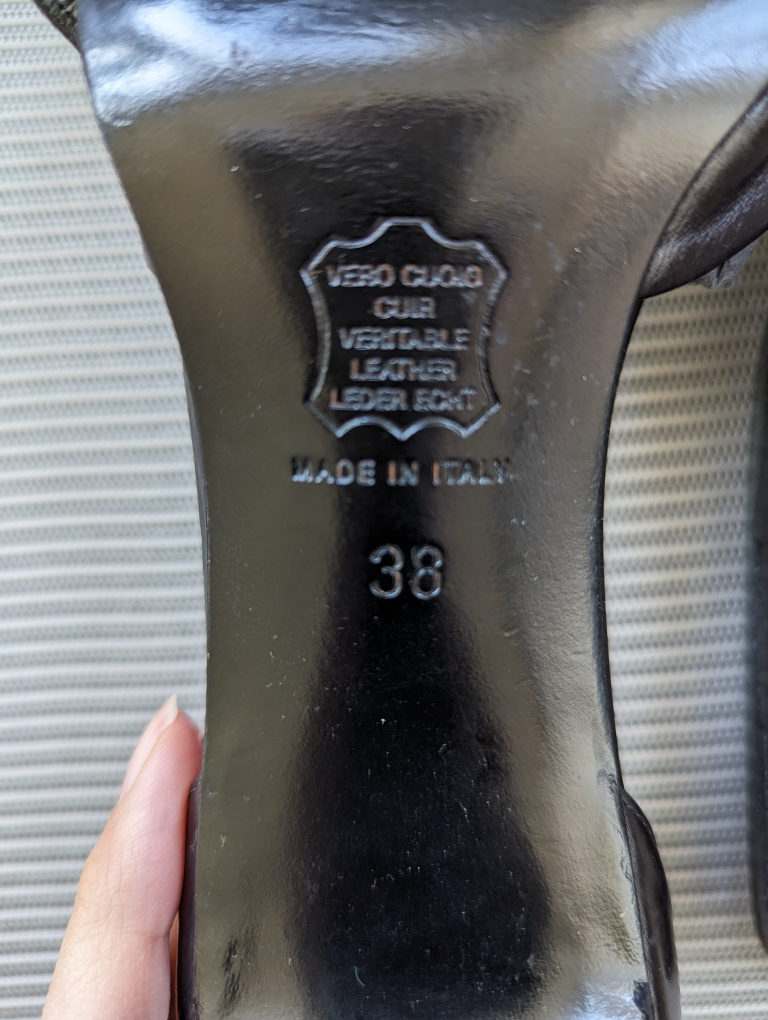 VERO CUOIO
CUIR
VERITABLE
LEATHER
LEDER ECHT
MADE IN ITALY
38